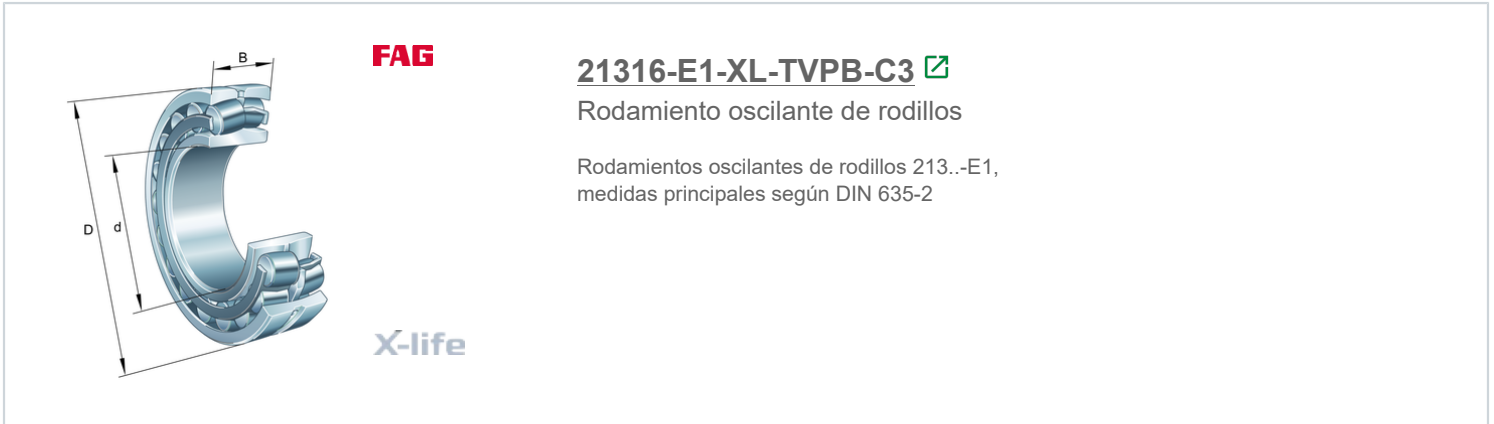 FAG
B
D
d
X-life
21316-E1-XL-TVPB-C3
Rodamiento oscilante de rodillos
Rodamientos oscilantes de rodillos 213..-E1,
medidas principales según DIN 635-2